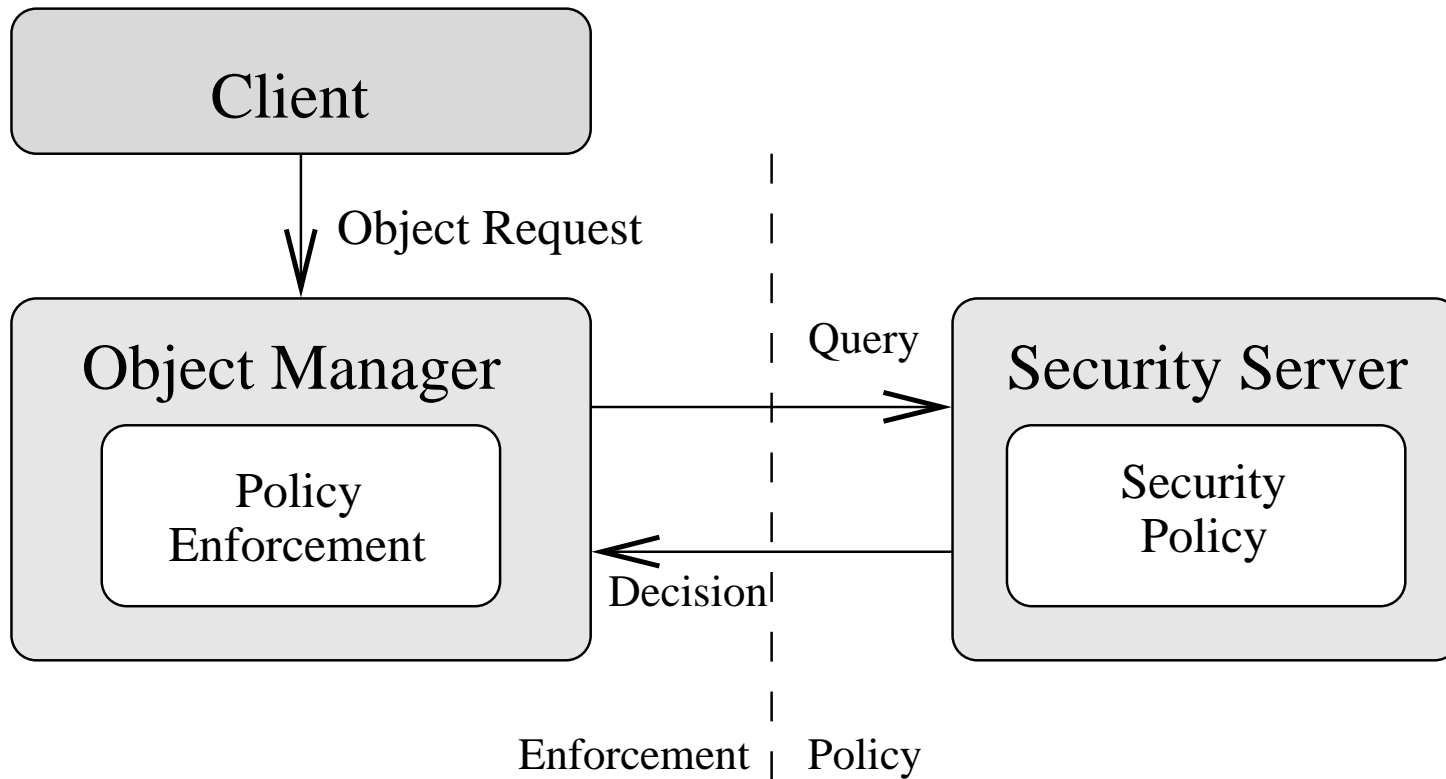 Client
Object Request
Object Manager
Policy
Enforcement
Query
Decision
Security Server
Security
Policy
Enforcement
Policy